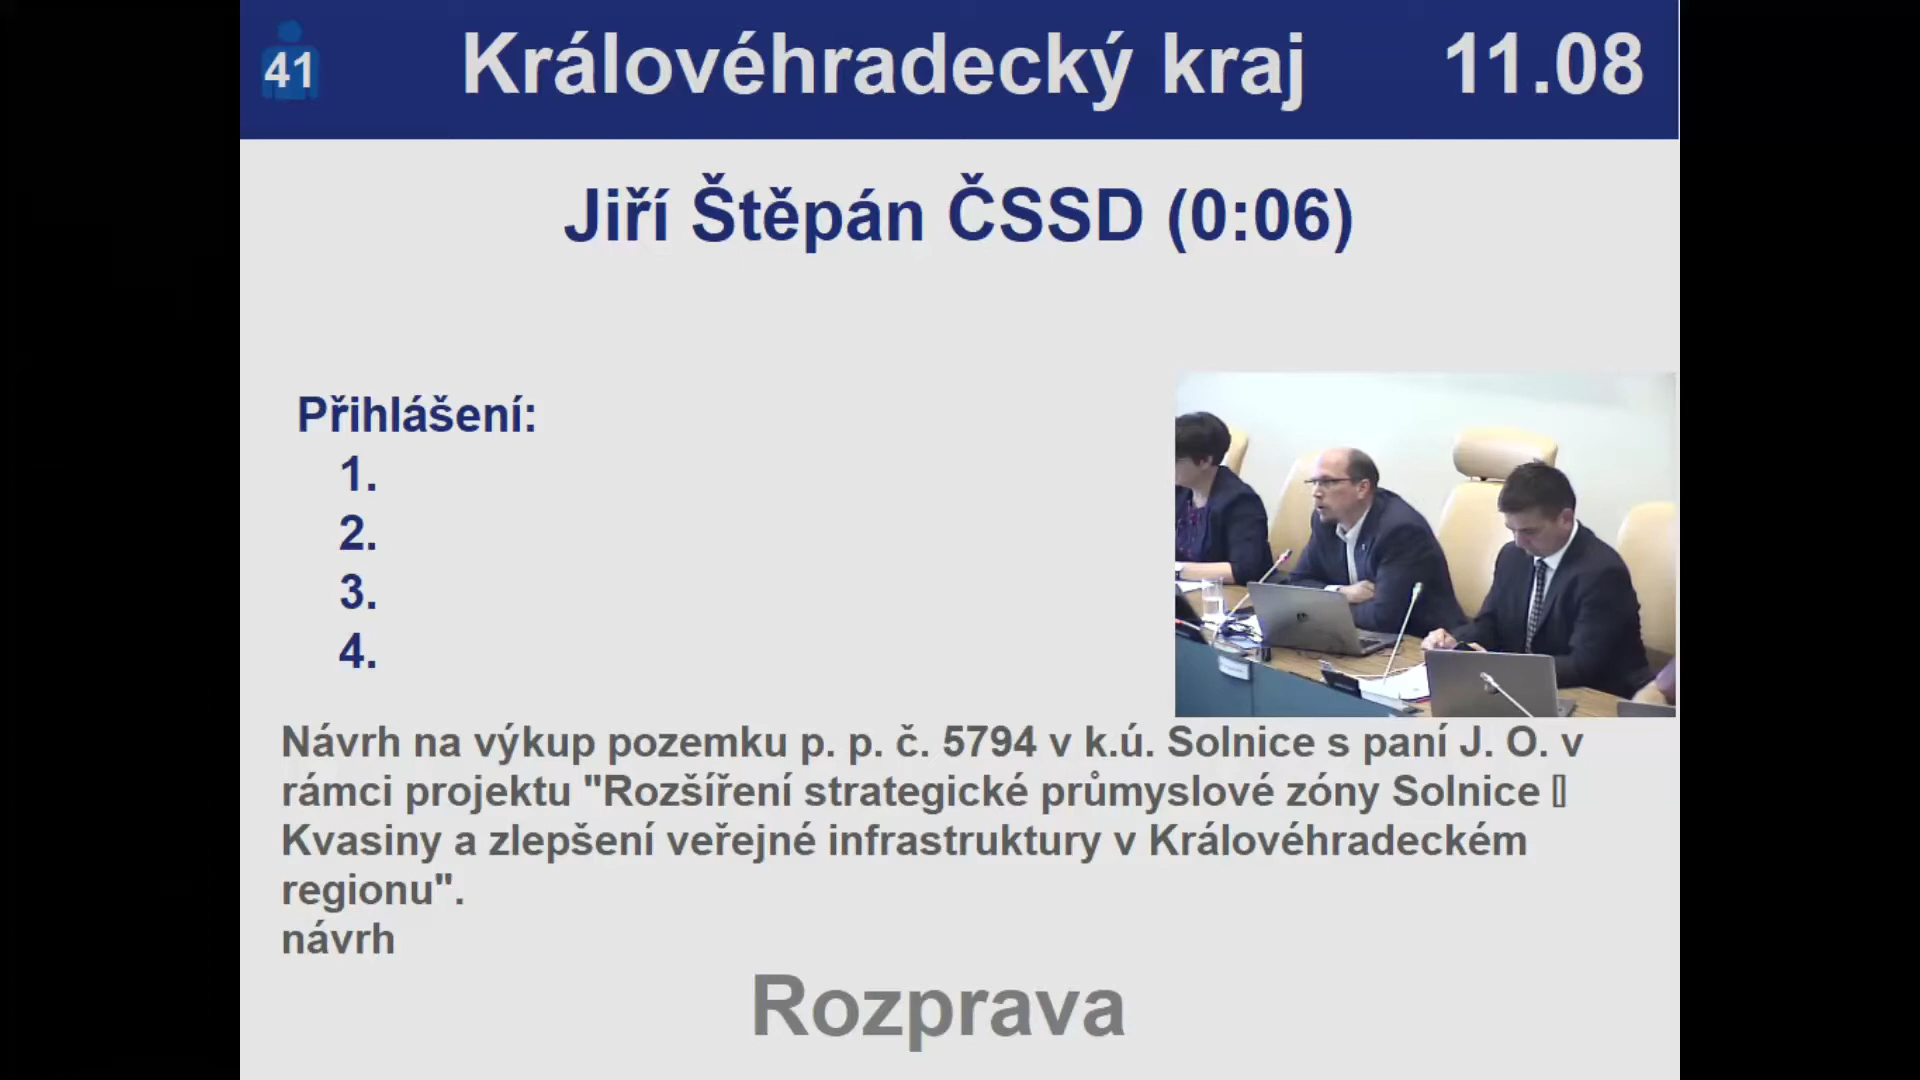 41 Královéhradecký kraj 11.08
Jiří Štěpán ČSSD (0:06)
Přihlášení:
1.
2.
3.
4.
Návrh na výkup pozemku p. p. č. 5794 v k.ú. Solnice s paní J. O. v
rámci projektu "Rozšíření strategické průmyslové zóny Solnice ▯
Kvasiny a zlepšení veřejné infrastruktury v Královéhradeckém
regionu".
návrh
Rozprava